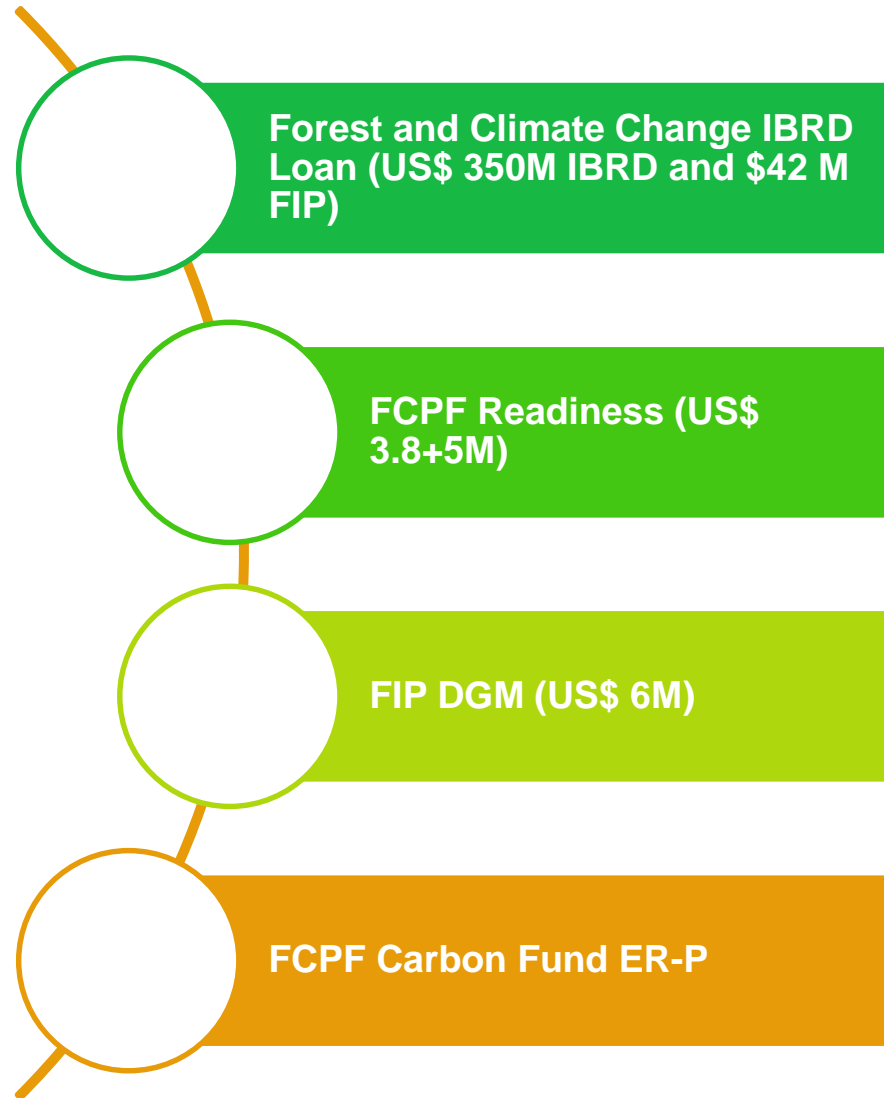 Forest and Climate Change IBRD
Loan (US$ 350M IBRD and $42 M
FIP)
FCPF Readiness (US$
3.8+5M)
FIP DGM (US$ 6M)
FCPF Carbon Fund ER-P